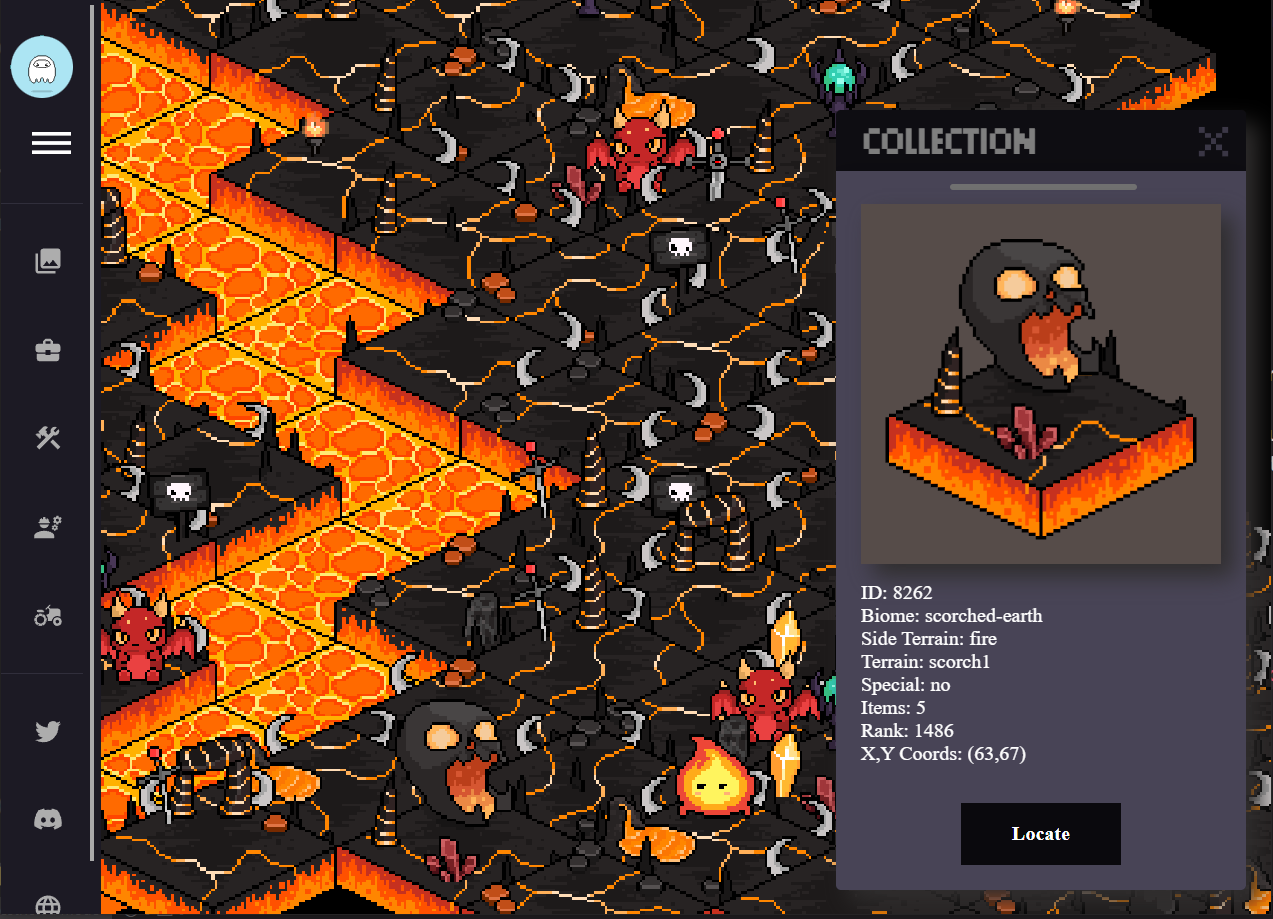 COLLECTION
ID: 8262
Biome: scorched-earth
Side Terrain: fire
Terrain: scorch1
Special: no
Items: 5
Rank: 1486
X,Y Coords: (63,67)
Locate